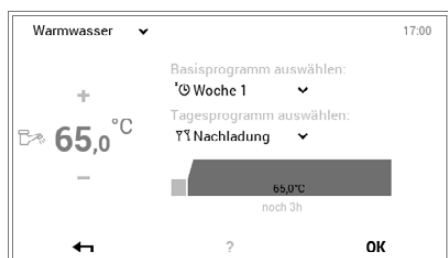 Warmwasser
17:00
Basisprogramm auswählen:
Woche 1
Tagesprogramm auswählen:
Nachladung
+
65,0 °C
–
65,0°C
noch 3h
?
OK